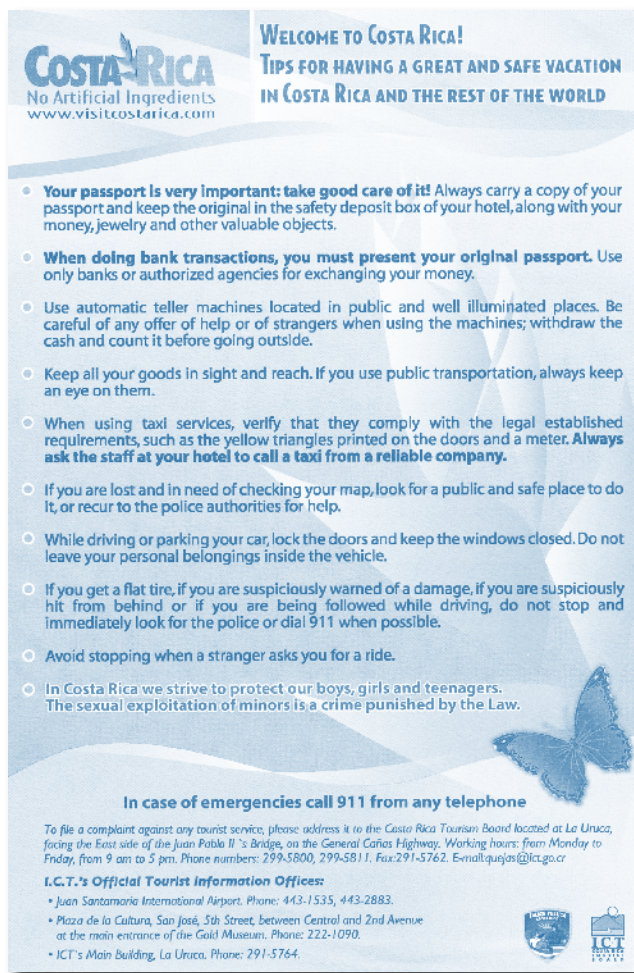 COSTA RICA
No Artificial Ingredients
www.visitcostarica.com
WELCOME TO COSTA RICA!
TIPS FOR HAVING A GREAT AND SAFE VACATION
IN COSTA RICA AND THE REST OF THE WORLD
Your passport is very important: take good care of it! Always carry a copy of your
passport and keep the original in the safety deposit box of your hotel, along with your
money, jewelry and other valuable objects.
When doing bank transactions, you must present your original passport. Use
only banks or authorized agencies for exchanging your money.
Use automatic teller machines located in public and well illuminated places. Be
careful of any offer of help or of strangers when using the machines; withdraw the
cash and count it before going outside.
Keep all your goods in sight and reach. If you use public transportation, always keep
an eye on them.
When using taxi services, verify that they comply with the legal established
requirements, such as the yellow triangles printed on the doors and a meter. Always
ask the staff at your hotel to call a taxi from a reliable company.
If you are lost and in need of checking your map, look for a public and safe place to do
it, or recur to the police authorities for help.
While driving or parking your car, lock the doors and keep the windows closed. Do not
leave your personal belongings inside the vehicle.
If you get a flat tire, if you are suspiciously warned of a damage, if you are suspiciously
hit from behind or if you are being followed while driving, do not stop and
immediately look for the police or dial 911 when possible.
Avoid stopping when a stranger asks you for a ride.
In Costa Rica we strive to protect our boys, girls and teenagers.
The sexual exploitation of minors is a crime punished by the Law.
In case of emergencies call 911 from any telephone
To file a complaint against any tourist service, please address it to the Costa Rica Tourism Board located at La Uruca,
facing the East side of the Juan Pablo II `s Bridge, on the General Cañas Highway. Working hours: from Monday to
Friday, from 9 am to 5 pm. Phone numbers: 299-5800, 299-5811. Fax:291-5762. E-mail:quejas@ict.go.cr
I.C.T.'s Official Tourist Information Offices:
• Juan Santamaría International Airport. Phone: 443-1535, 443-2883.
• Plaza de la Cultura, San José, 5th Street, between Central and 2nd Avenue
at the main entrance of the Gold Museum. Phone: 222-1090.
• ICT`s Main Building, La Uruca. Phone: 291-5764.
ICT
COSTA RICA
TOURISM
BOARD